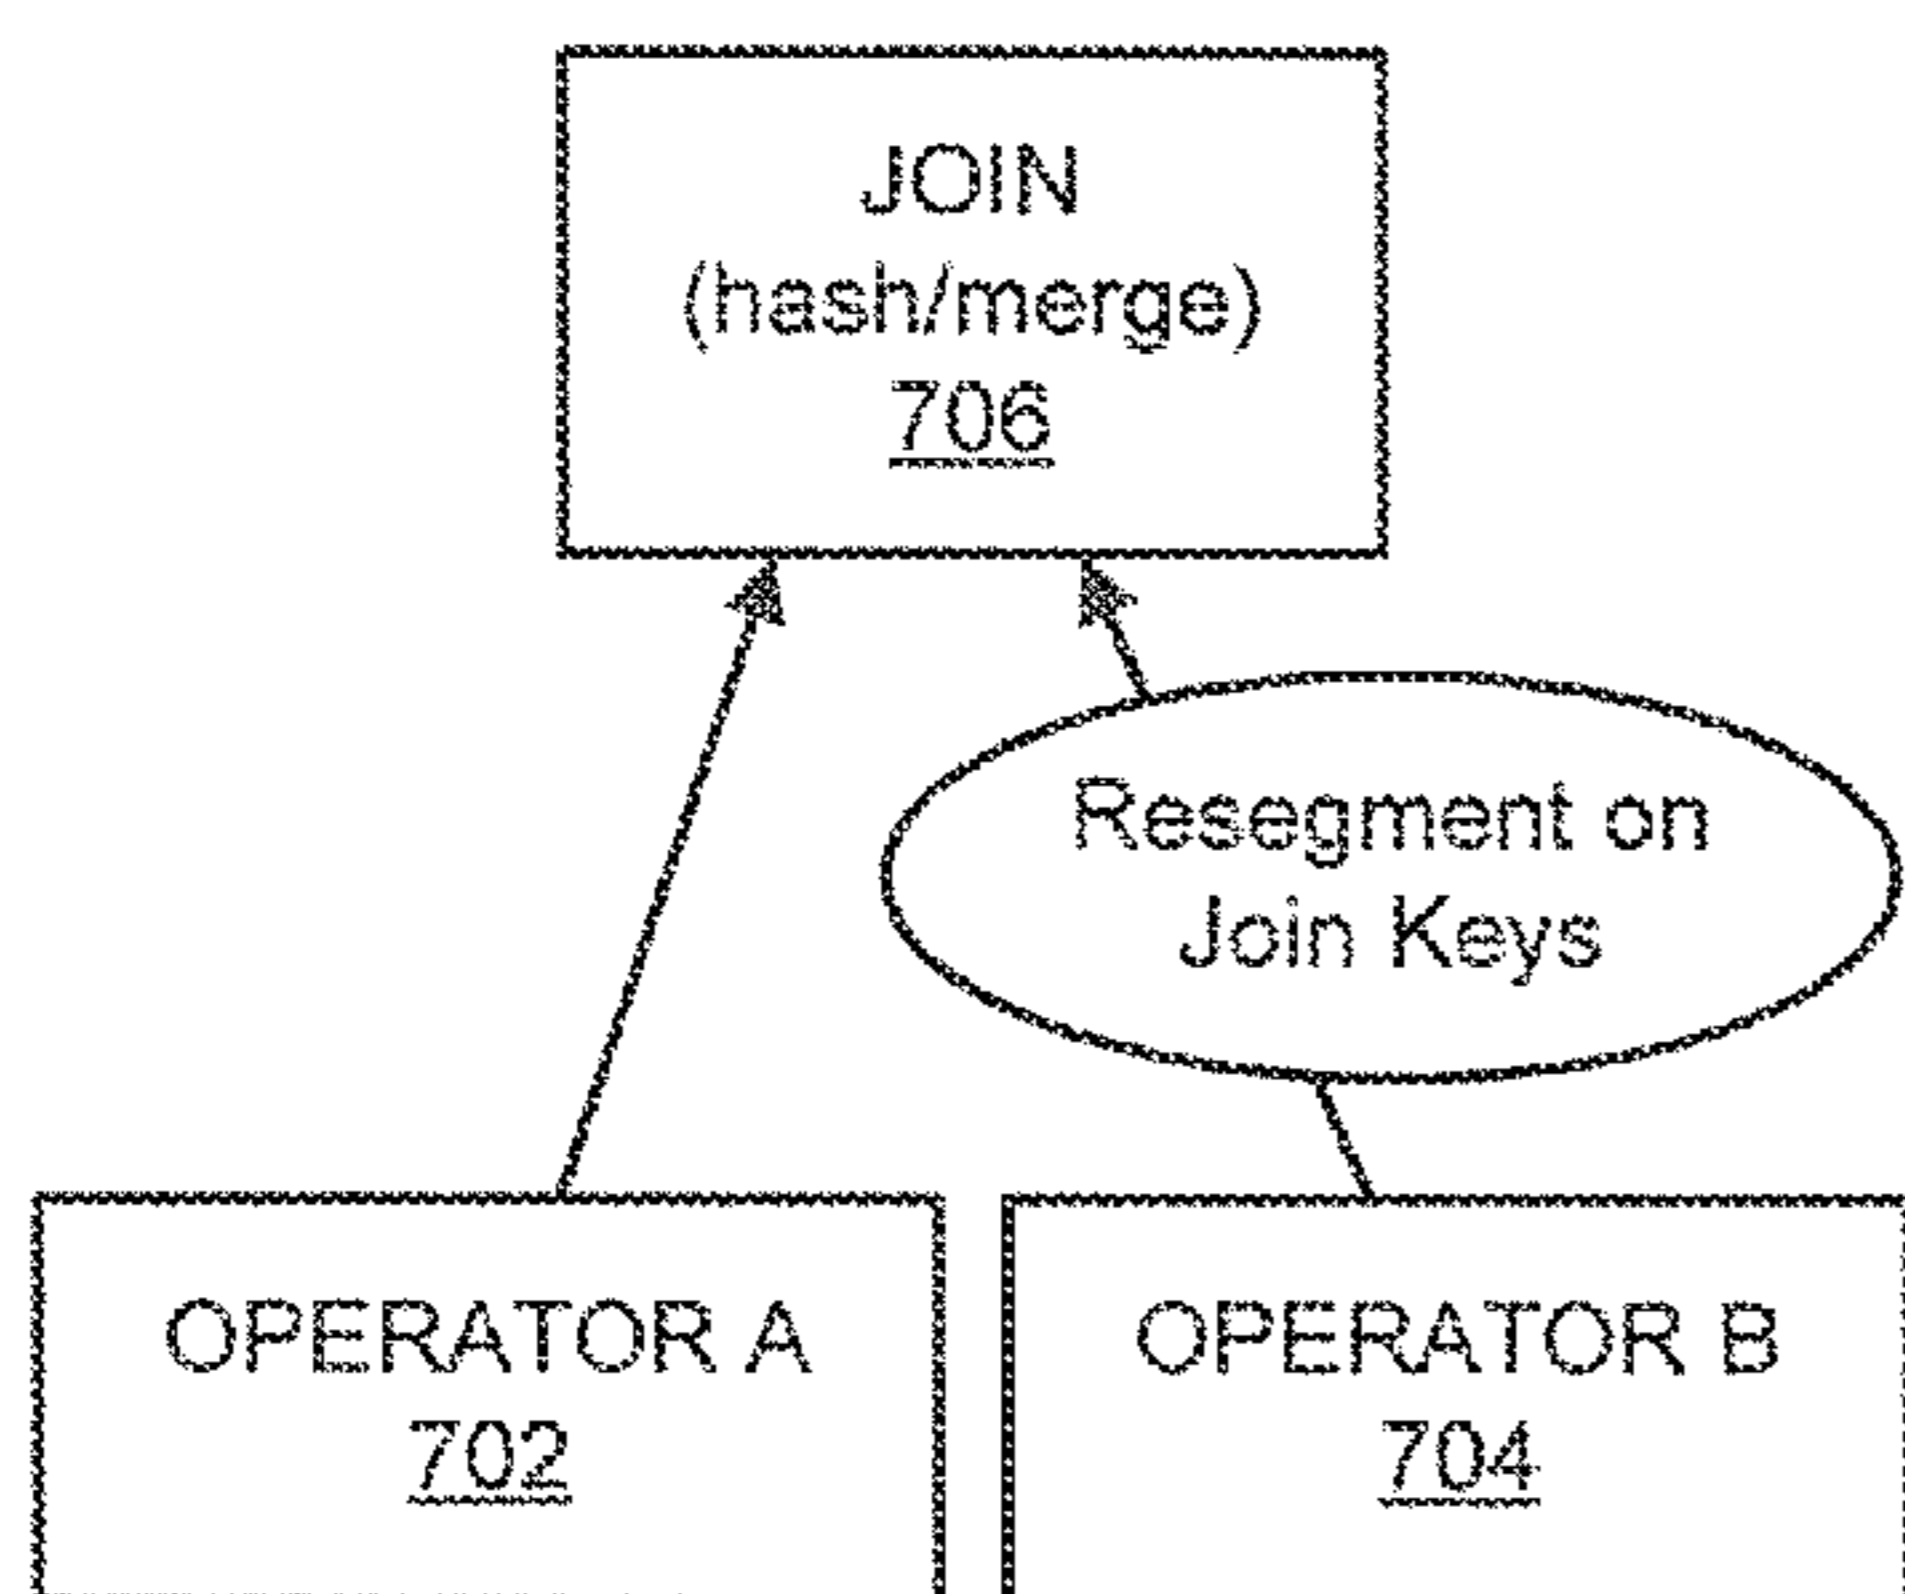 JOIN
(hash/merge)
706
Resegment on
Join Keys
OPERATOR A
702
OPERATOR B
704